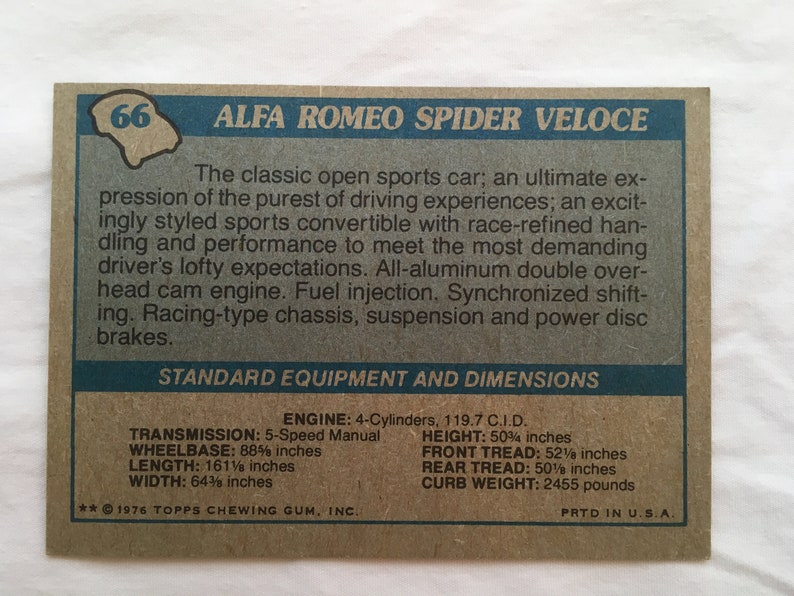 66 ALFA ROMEO SPIDER VELOCE
The classic open sports car; an ultimate ex-
pression of the purest of driving experiences; an excit-
ingly styled sports convertible with race-refined han-
dling and performance to meet the most demanding
driver's lofty expectations. All-aluminum double over-
head cam engine. Fuel injection. Synchronized shift-
ing. Racing-type chassis, suspension and power disc
brakes.
STANDARD EQUIPMENT AND DIMENSIONS
ENGINE: 4-Cylinders, 119.7 C.I.D.
TRANSMISSION: 5-Speed Manual
WHEELBASE: 88⅝ inches
LENGTH: 161⅛ inches
WIDTH: 64⅜ inches
HEIGHT: 50¾ inches
FRONT TREAD: 52⅛ inches
REAR TREAD: 50⅛ inches
CURB WEIGHT: 2455 pounds
** © 1976 TOPPS CHEWING GUM, INC. PRTD IN U.S.A.